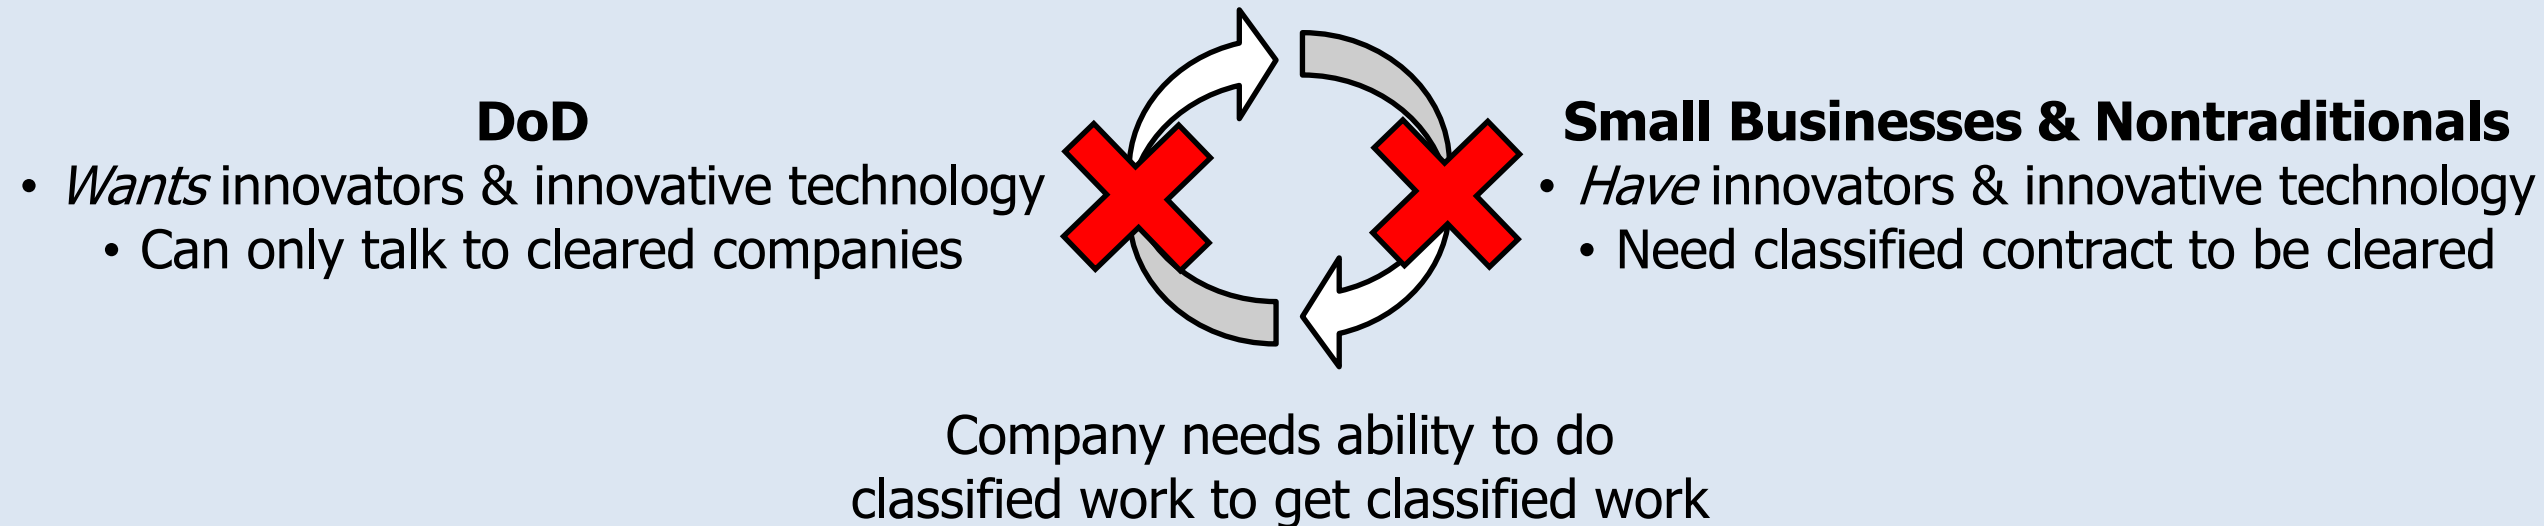 DoD
• Wants innovators & innovative technology
• Can only talk to cleared companies
Small Businesses & Nontraditionals
• Have innovators & innovative technology
• Need classified contract to be cleared
Company needs ability to do
classified work to get classified work